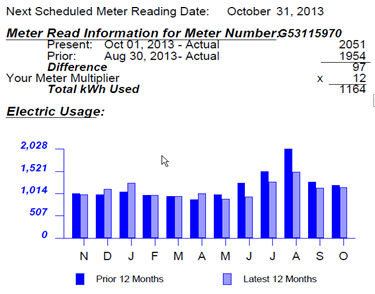 Next Scheduled Meter Reading Date: October 31, 2013
Meter Read Information for Meter Number:G53115970
Present: Oct 01, 2013 - Actual 2051
Prior: Aug 30, 2013- Actual 1954
Difference 97
Your Meter Multiplier x 12
Total kWh Used 1164
Electric Usage:
2,028
1,521
1,014
507
0
N D J F M A M J J A S O
Prior 12 Months Latest 12 Months